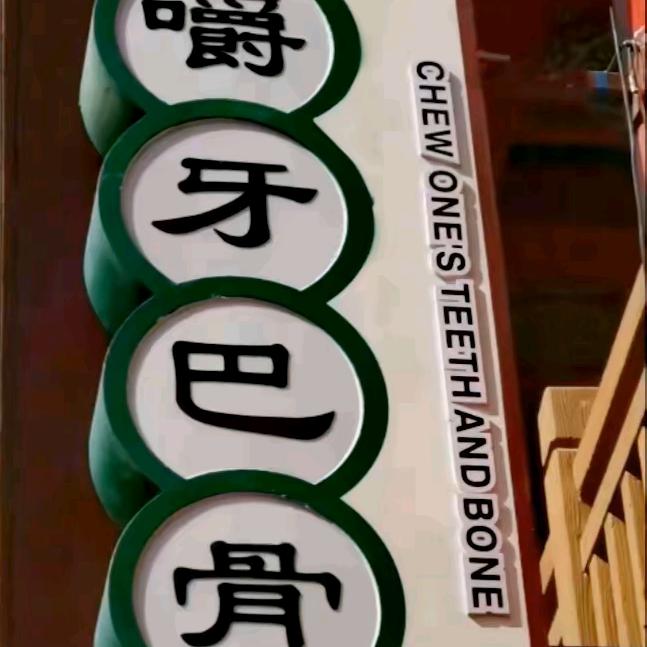 嚼牙巴骨
CHEW ONE'S TEETH AND BONE